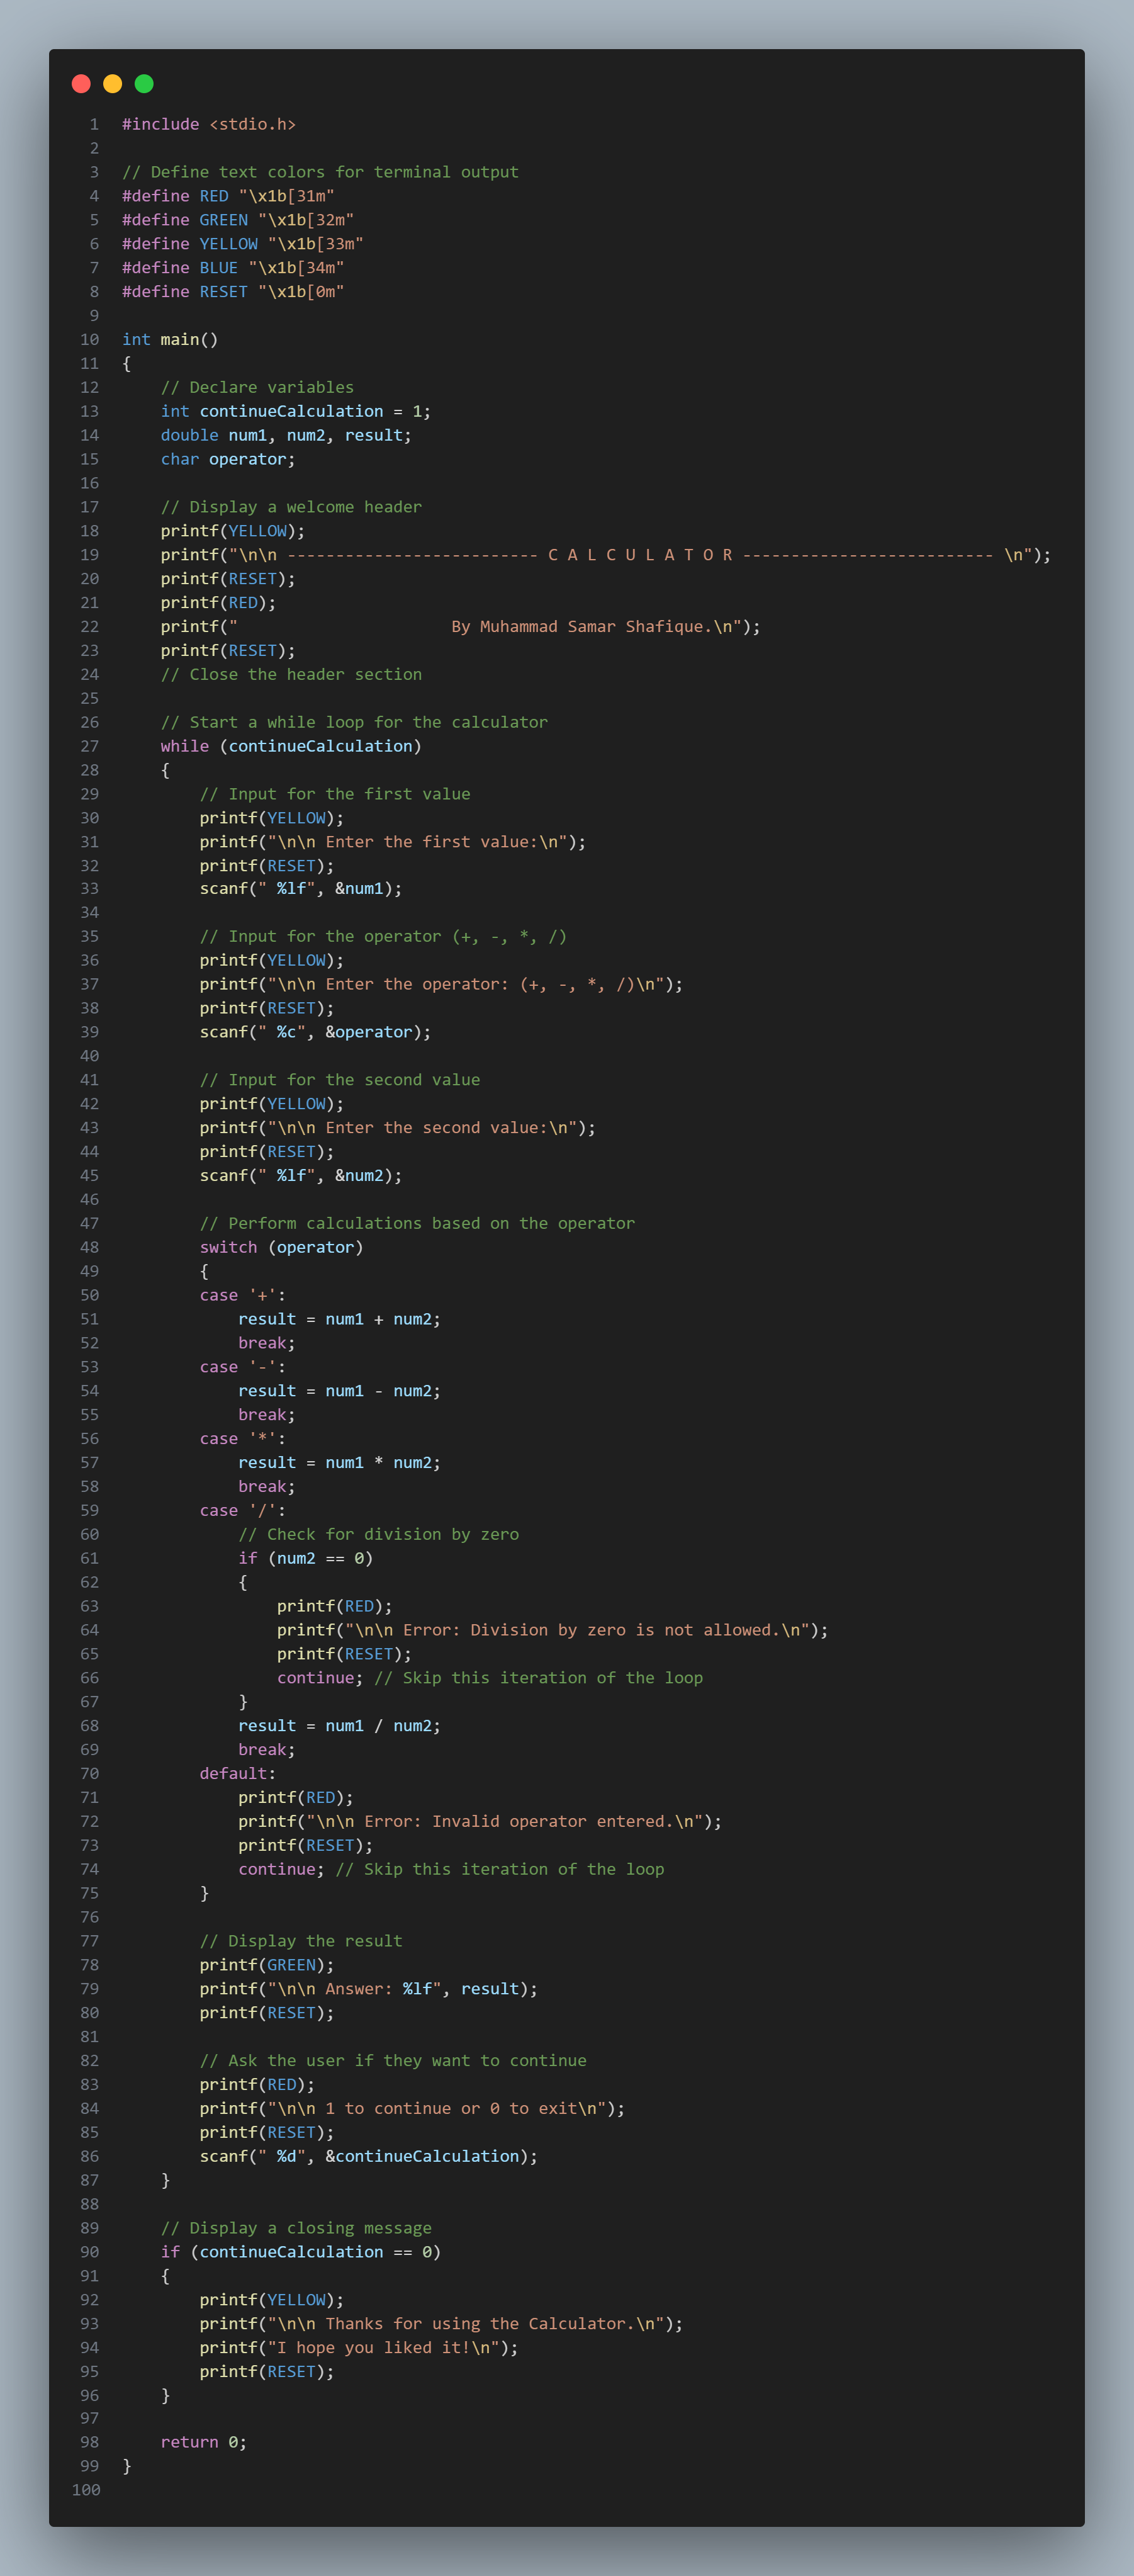 1 #include <stdio.h>
2
3 // Define text colors for terminal output
4 #define RED "\x1b[31m"
5 #define GREEN "\x1b[32m"
6 #define YELLOW "\x1b[33m"
7 #define BLUE "\x1b[34m"
8 #define RESET "\x1b[0m"
9
10 int main()
11 {
12     // Declare variables
13     int continueCalculation = 1;
14     double num1, num2, result;
15     char operator;
16
17     // Display a welcome header
18     printf(YELLOW);
19     printf("\n\n -------------------------- C A L C U L A T O R -------------------------- \n");
20     printf(RESET);
21     printf(RED);
22     printf("                      By Muhammad Samar Shafique.\n");
23     printf(RESET);
24     // Close the header section
25
26     // Start a while loop for the calculator
27     while (continueCalculation)
28     {
29         // Input for the first value
30         printf(YELLOW);
31         printf("\n\n Enter the first value:\n");
32         printf(RESET);
33         scanf(" %lf", &num1);
34
35         // Input for the operator (+, -, *, /)
36         printf(YELLOW);
37         printf("\n\n Enter the operator: (+, -, *, /)\n");
38         printf(RESET);
39         scanf(" %c", &operator);
40
41         // Input for the second value
42         printf(YELLOW);
43         printf("\n\n Enter the second value:\n");
44         printf(RESET);
45         scanf(" %lf", &num2);
46
47         // Perform calculations based on the operator
48         switch (operator)
49         {
50         case '+':
51             result = num1 + num2;
52             break;
53         case '-':
54             result = num1 - num2;
55             break;
56         case '*':
57             result = num1 * num2;
58             break;
59         case '/':
60             // Check for division by zero
61             if (num2 == 0)
62             {
63                 printf(RED);
64                 printf("\n\n Error: Division by zero is not allowed.\n");
65                 printf(RESET);
66                 continue; // Skip this iteration of the loop
67             }
68             result = num1 / num2;
69             break;
70         default:
71             printf(RED);
72             printf("\n\n Error: Invalid operator entered.\n");
73             printf(RESET);
74             continue; // Skip this iteration of the loop
75         }
76
77         // Display the result
78         printf(GREEN);
79         printf("\n\n Answer: %lf", result);
80         printf(RESET);
81
82         // Ask the user if they want to continue
83         printf(RED);
84         printf("\n\n 1 to continue or 0 to exit\n");
85         printf(RESET);
86         scanf(" %d", &continueCalculation);
87     }
88
89     // Display a closing message
90     if (continueCalculation == 0)
91     {
92         printf(YELLOW);
93         printf("\n\n Thanks for using the Calculator.\n");
94         printf("I hope you liked it!\n");
95         printf(RESET);
96     }
97
98     return 0;
99 }
100